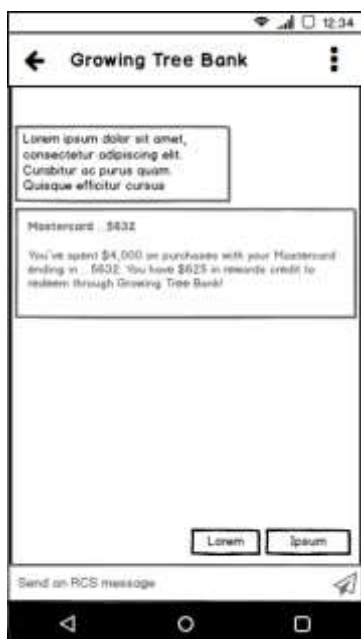 12:34
Growing Tree Bank
Lorem ipsum dolor sit amet,
consectetur adipiscing elit.
Curabitur ac purus quam.
Quisque efficitur cursus
Mastercard ...5632
You've spent $4,000 on purchases with your Mastercard
ending in ...5632. You have $625 in rewards credit to
redeem through Growing Tree Bank!
Lorem
Ipsum
Send an RCS message